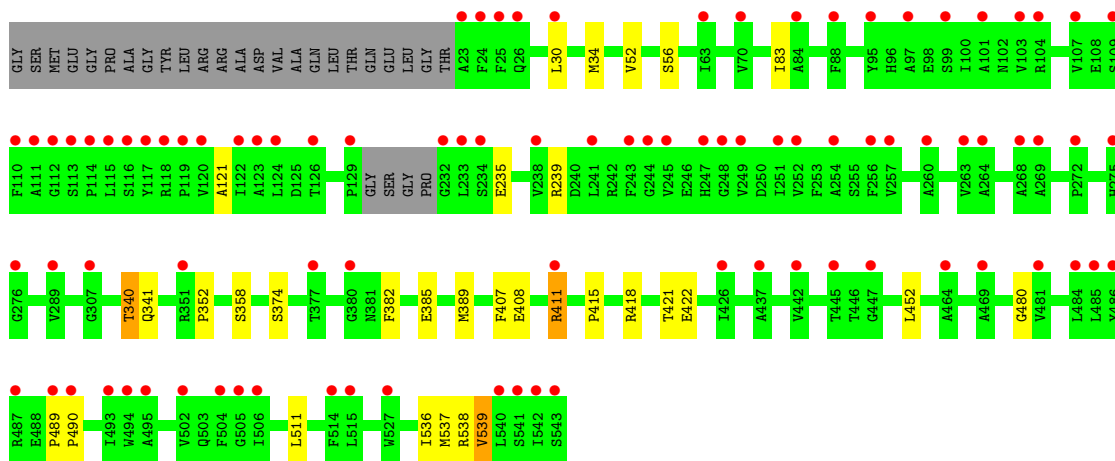 GLY SER MET GLU GLY PRO ALA GLY TYR LEU ARG ARG ALA ASP VAL ALA GLN LEU THR GLN GLU LEU GLY THR A23 F24 F25 Q26 L30 M34 V52 S56 I63 V70 I83 A84 F88 Y95 H96 A97 E98 S99 I100 A101 N102 V103 R104 V107 E108 S109
F110 A111 G112 S113 P114 L115 S116 Y117 R118 P119 V120 A121 I122 A123 L124 D125 T126 P129 GLY SER GLY PRO G232 L233 S234 E235 V238 R239 D240 L241 R242 F243 G244 V245 E246 H247 G248 V249 D250 I251 V252 F253 A254 S255 F256 V257 A260 V263 A264 A268 A269 P272 H275
G276 V289 G307 T340 Q341 R351 P352 S358 S374 T377 G380 N381 F382 E385 M389 F407 E408 R411 P415 R418 T421 E422 I426 A437 V442 T445 T446 G447 L452 A464 A469 G480 V481 L484 L485 Y486
R487 E488 P489 P490 I493 W494 A495 V502 Q503 F504 G505 I506 L511 F514 L515 W527 I536 M537 R538 V539 L540 S541 I542 S543